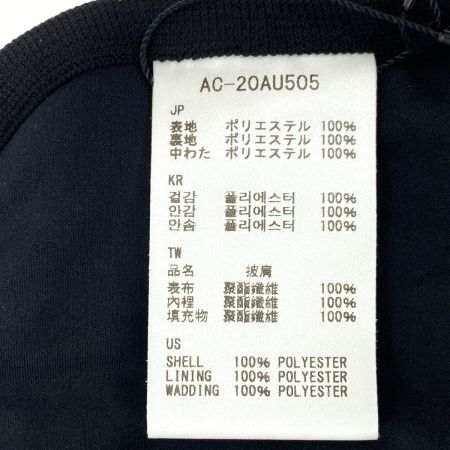 AC-20AU505
JP
表地 ポリエステル 100%
裏地 ポリエステル 100%
中わた ポリエステル 100%
KR
겉감 폴리에스터 100%
안감 폴리에스터 100%
안솜 폴리에스터 100%
TW
品名 披肩
表布 聚酯纖維 100%
內裡 聚酯纖維 100%
填充物 聚酯纖維 100%
US
SHELL 100% POLYESTER
LINING 100% POLYESTER
WADDING 100% POLYESTER